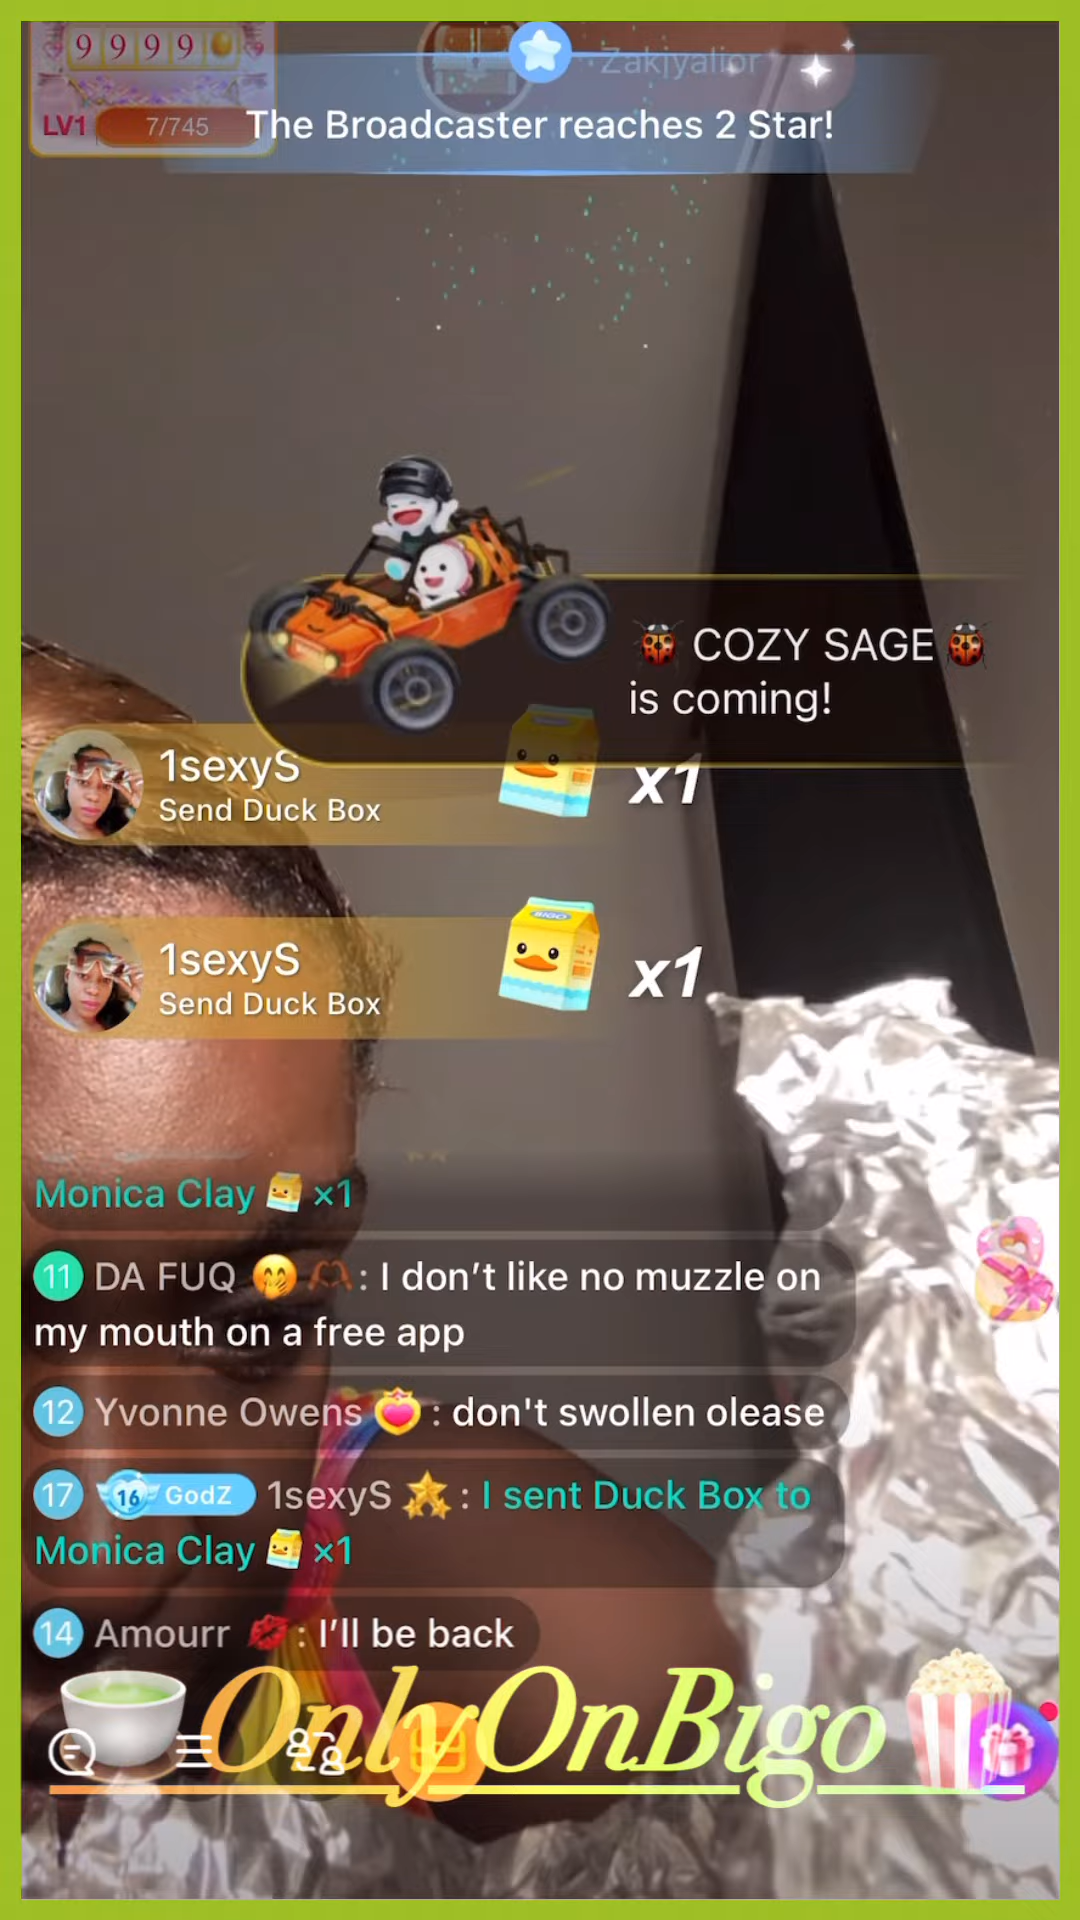 9999
Zakjyalior
LV1 7/745
The Broadcaster reaches 2 Star!
🐞 COZY SAGE 🐞
is coming!
1sexyS
Send Duck Box
x1
BIGO
1sexyS
Send Duck Box
x1
Monica Clay x1
11 DA FUQ 🤭🫶🏾: I don't like no muzzle on
my mouth on a free app
12 Yvonne Owens : don't swollen olease
17 16 GodZ 1sexyS : I sent Duck Box to
Monica Clay x1
14 Amourr 💋: I'll be back
OnlyOnBigo